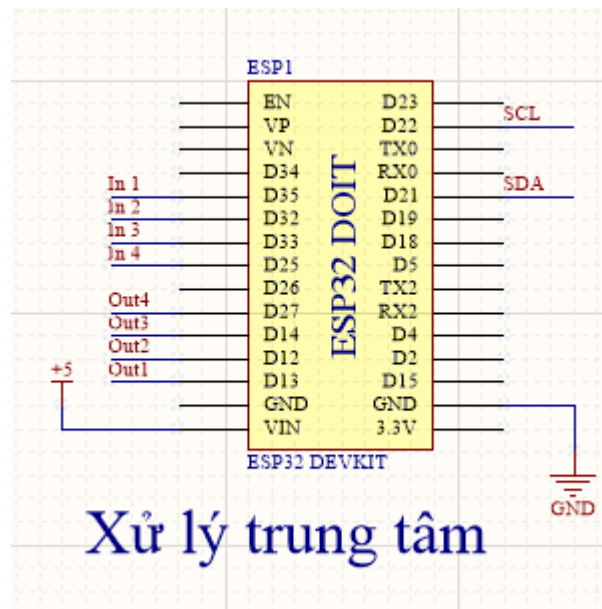 ESP1
EN D23
VP D22 SCL
VN TX0
D34 RX0
In 1 D35 D21 SDA
In 2 D32 D19
In 3 D33 D18
In 4 D25 D5
D26 TX2
Out4 D27 RX2
Out3 D14 D4
Out2 D12 D2
+5 Out1 D13 D15
GND GND
VIN 3.3V
ESP32 DOIT
ESP32 DEVKIT
GND
Xử lý trung tâm